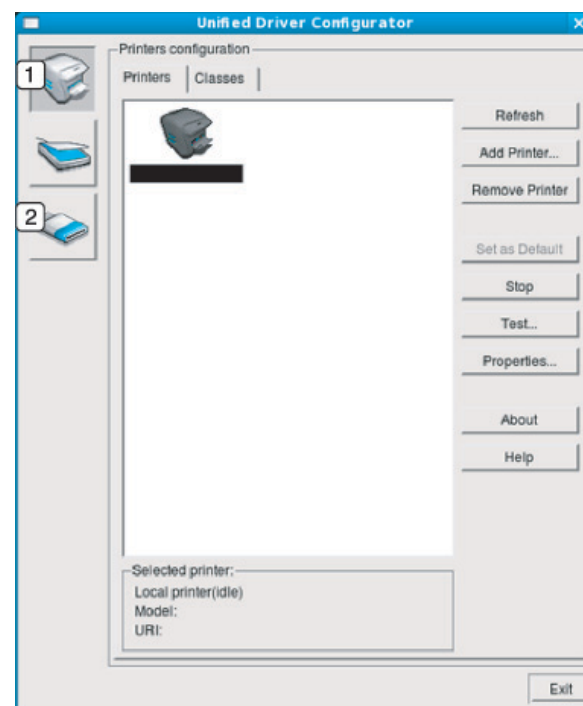 Unified Driver Configurator
1
2
Printers configuration
Printers
Classes
Refresh
Add Printer...
Remove Printer
Set as Default
Stop
Test...
Properties...
About
Help
Selected printer:
Local printer(idle)
Model:
URI:
Exit